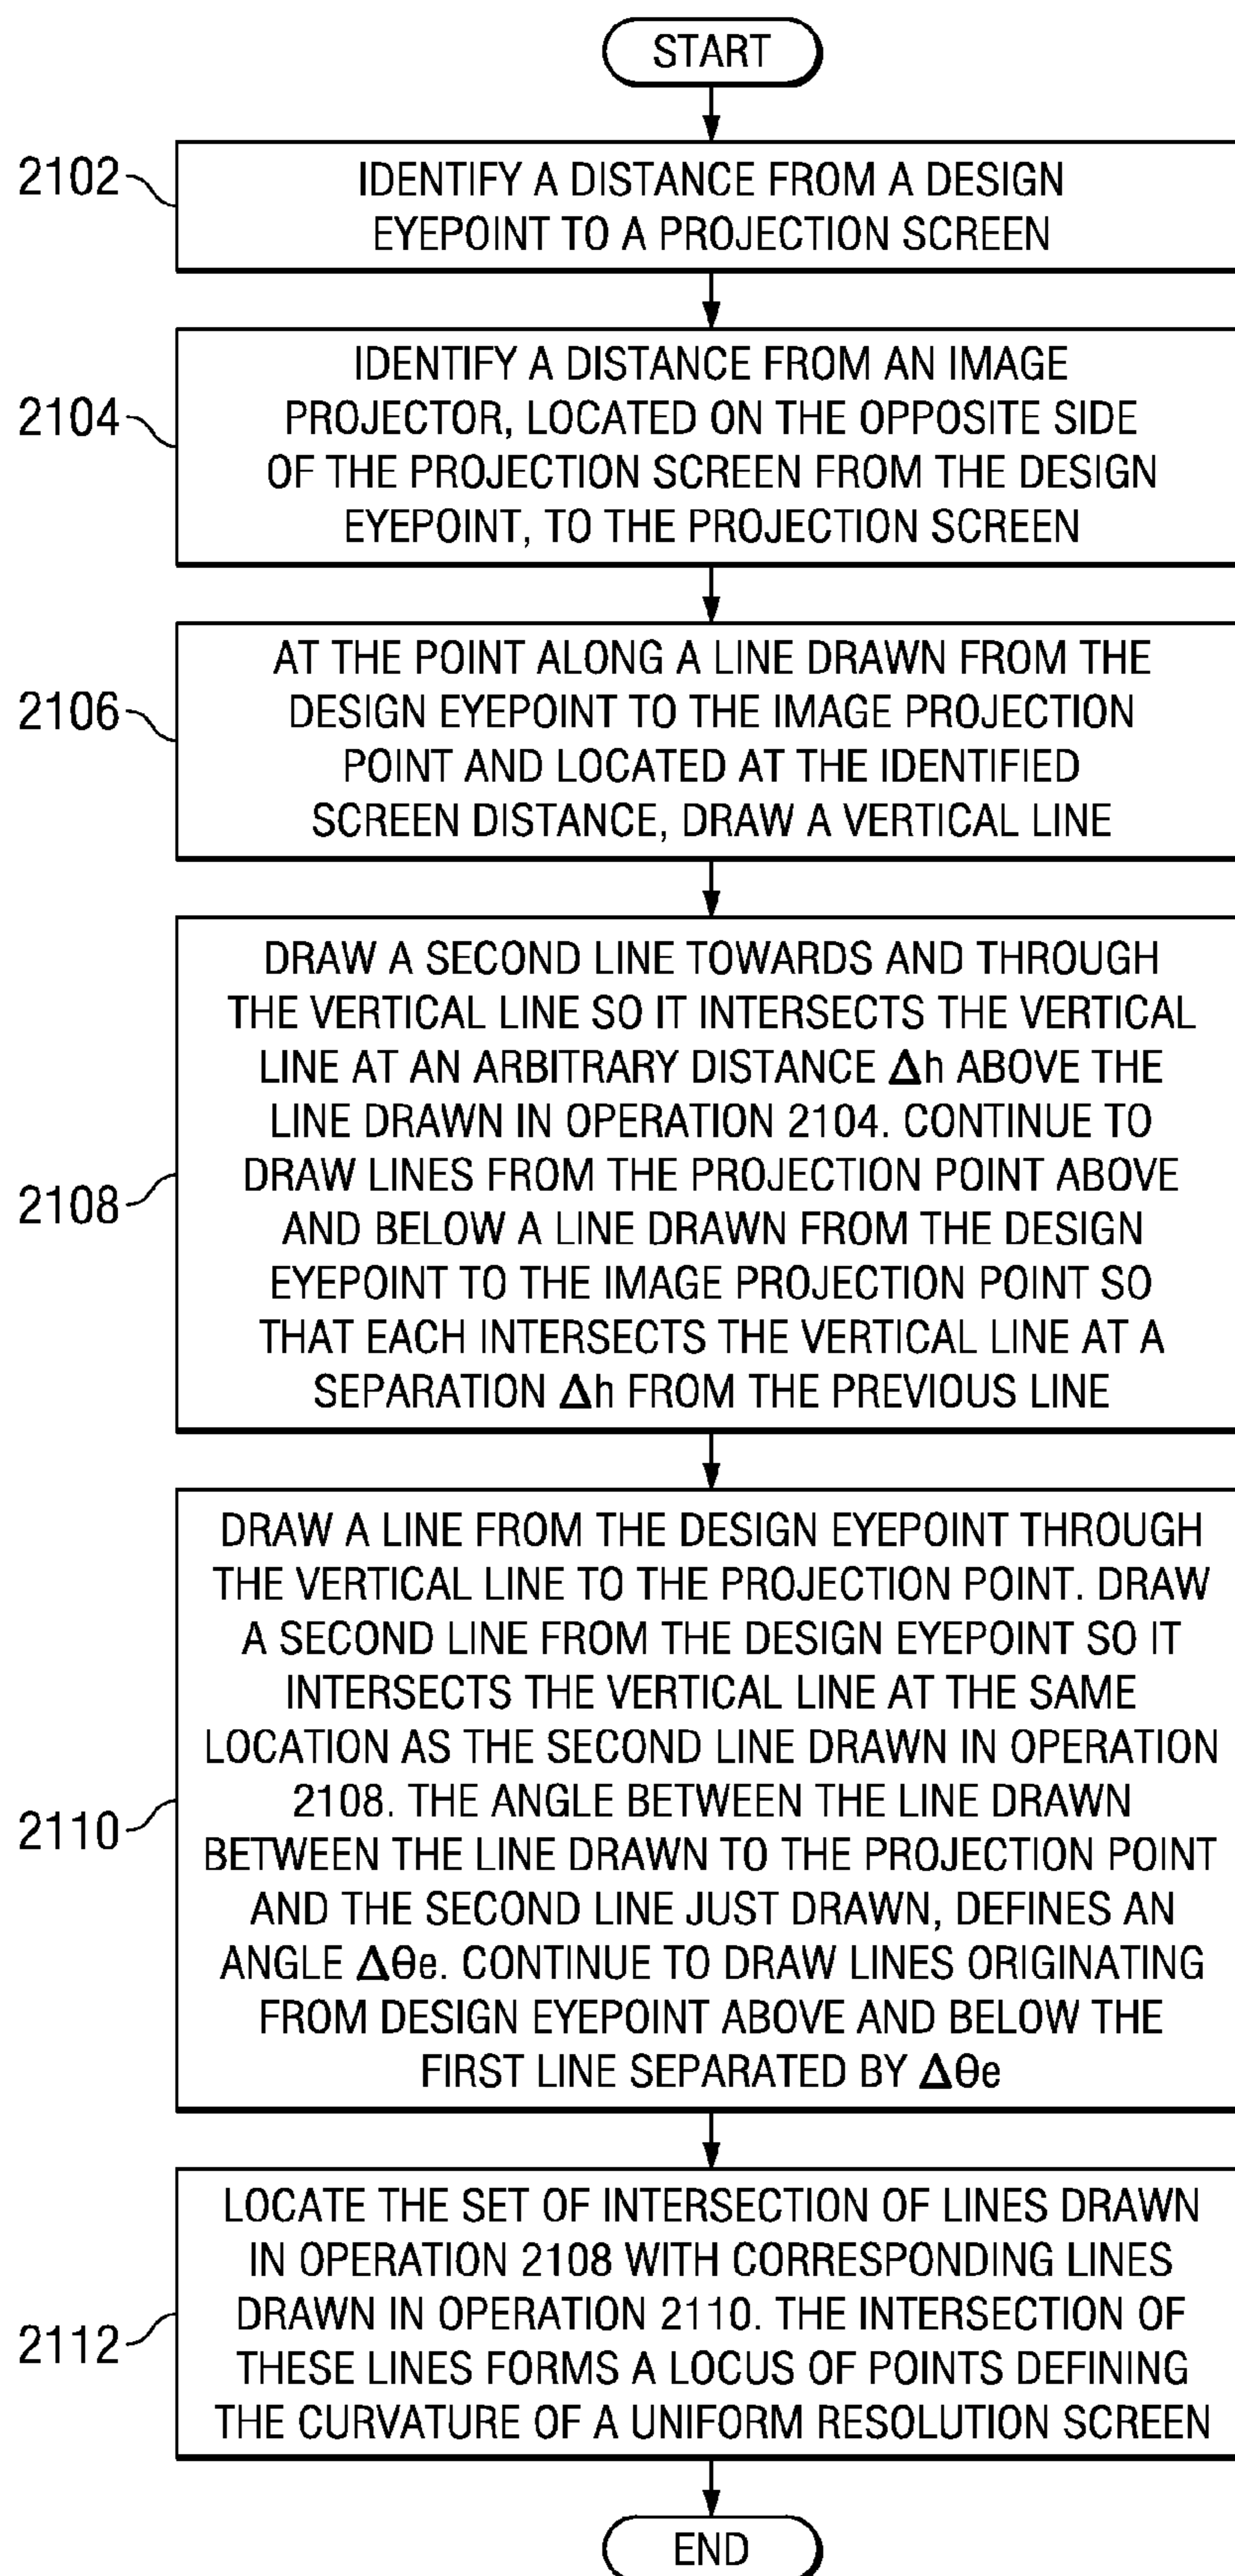 START
2102
IDENTIFY A DISTANCE FROM A DESIGN
EYEPOINT TO A PROJECTION SCREEN
2104
IDENTIFY A DISTANCE FROM AN IMAGE
PROJECTOR, LOCATED ON THE OPPOSITE SIDE
OF THE PROJECTION SCREEN FROM THE DESIGN
EYEPOINT, TO THE PROJECTION SCREEN
2106
AT THE POINT ALONG A LINE DRAWN FROM THE
DESIGN EYEPOINT TO THE IMAGE PROJECTION
POINT AND LOCATED AT THE IDENTIFIED
SCREEN DISTANCE, DRAW A VERTICAL LINE
2108
DRAW A SECOND LINE TOWARDS AND THROUGH
THE VERTICAL LINE SO IT INTERSECTS THE VERTICAL
LINE AT AN ARBITRARY DISTANCE Δh ABOVE THE
LINE DRAWN IN OPERATION 2104. CONTINUE TO
DRAW LINES FROM THE PROJECTION POINT ABOVE
AND BELOW A LINE DRAWN FROM THE DESIGN
EYEPOINT TO THE IMAGE PROJECTION POINT SO
THAT EACH INTERSECTS THE VERTICAL LINE AT A
SEPARATION Δh FROM THE PREVIOUS LINE
2110
DRAW A LINE FROM THE DESIGN EYEPOINT THROUGH
THE VERTICAL LINE TO THE PROJECTION POINT. DRAW
A SECOND LINE FROM THE DESIGN EYEPOINT SO IT
INTERSECTS THE VERTICAL LINE AT THE SAME
LOCATION AS THE SECOND LINE DRAWN IN OPERATION
2108. THE ANGLE BETWEEN THE LINE DRAWN
BETWEEN THE LINE DRAWN TO THE PROJECTION POINT
AND THE SECOND LINE JUST DRAWN, DEFINES AN
ANGLE Δθe. CONTINUE TO DRAW LINES ORIGINATING
FROM DESIGN EYEPOINT ABOVE AND BELOW THE
FIRST LINE SEPARATED BY Δθe
2112
LOCATE THE SET OF INTERSECTION OF LINES DRAWN
IN OPERATION 2108 WITH CORRESPONDING LINES
DRAWN IN OPERATION 2110. THE INTERSECTION OF
THESE LINES FORMS A LOCUS OF POINTS DEFINING
THE CURVATURE OF A UNIFORM RESOLUTION SCREEN
END